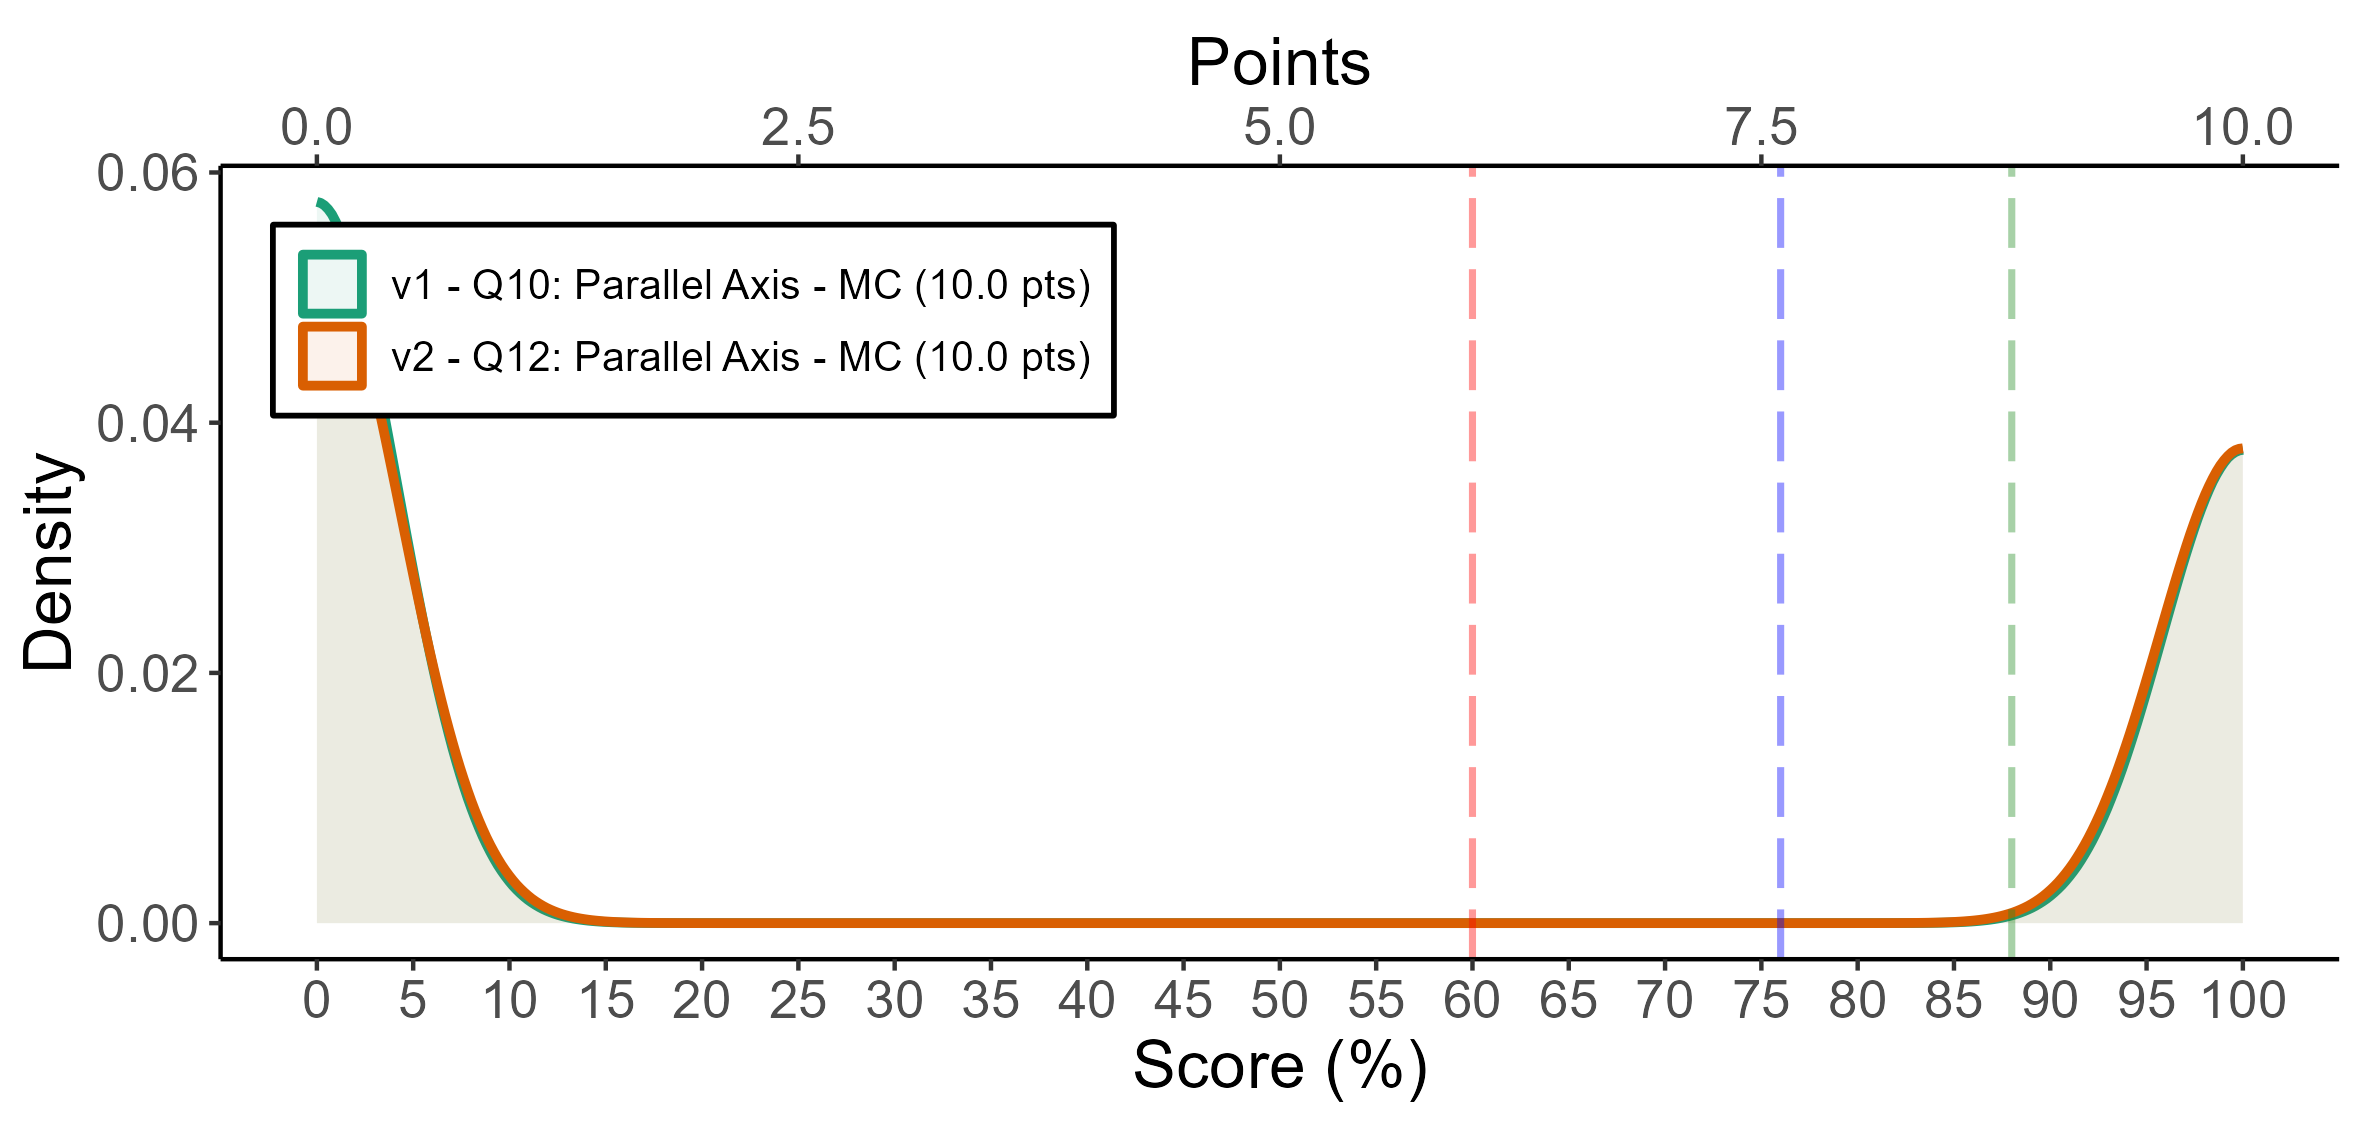 Points
0.0 2.5 5.0 7.5 10.0
0.06
v1 - Q10: Parallel Axis - MC (10.0 pts)
v2 - Q12: Parallel Axis - MC (10.0 pts)
0.04
Density
0.02
0.00
0 5 10 15 20 25 30 35 40 45 50 55 60 65 70 75 80 85 90 95 100
Score (%)